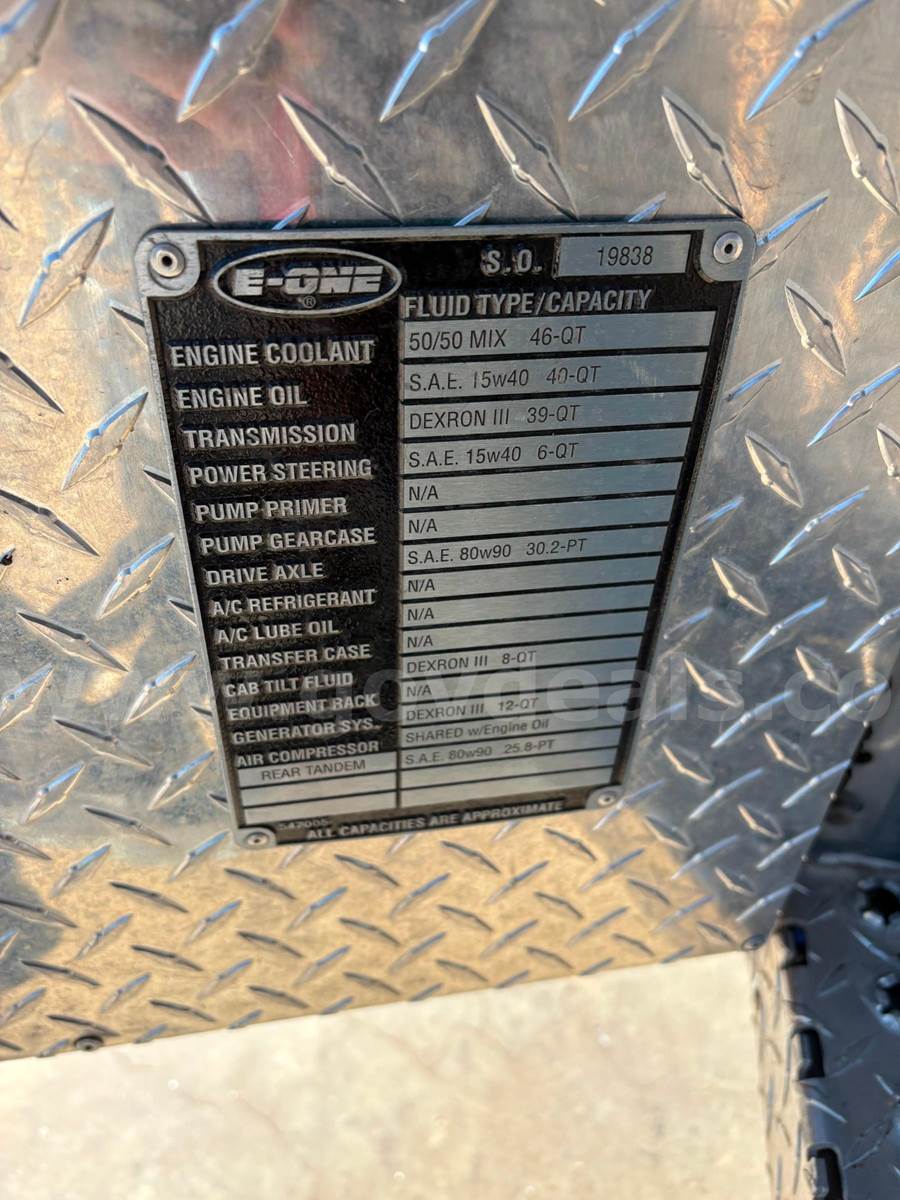 E-ONE ®
S.O. 19838
FLUID TYPE/CAPACITY
ENGINE COOLANT 50/50 MIX 46-QT
ENGINE OIL S.A.E. 15w40 40-QT
TRANSMISSION DEXRON III 39-QT
POWER STEERING S.A.E. 15w40 6-QT
PUMP PRIMER N/A
PUMP GEARCASE N/A
DRIVE AXLE S.A.E. 80w90 30.2-PT
A/C REFRIGERANT N/A
A/C LUBE OIL N/A
TRANSFER CASE N/A
CAB TILT FLUID DEXRON III 8-QT
EQUIPMENT RACK N/A
GENERATOR SYS. DEXRON III 12-QT
AIR COMPRESSOR SHARED w/Engine Oil
REAR TANDEM S.A.E. 80w90 25.8-PT
ALL CAPACITIES ARE APPROXIMATE